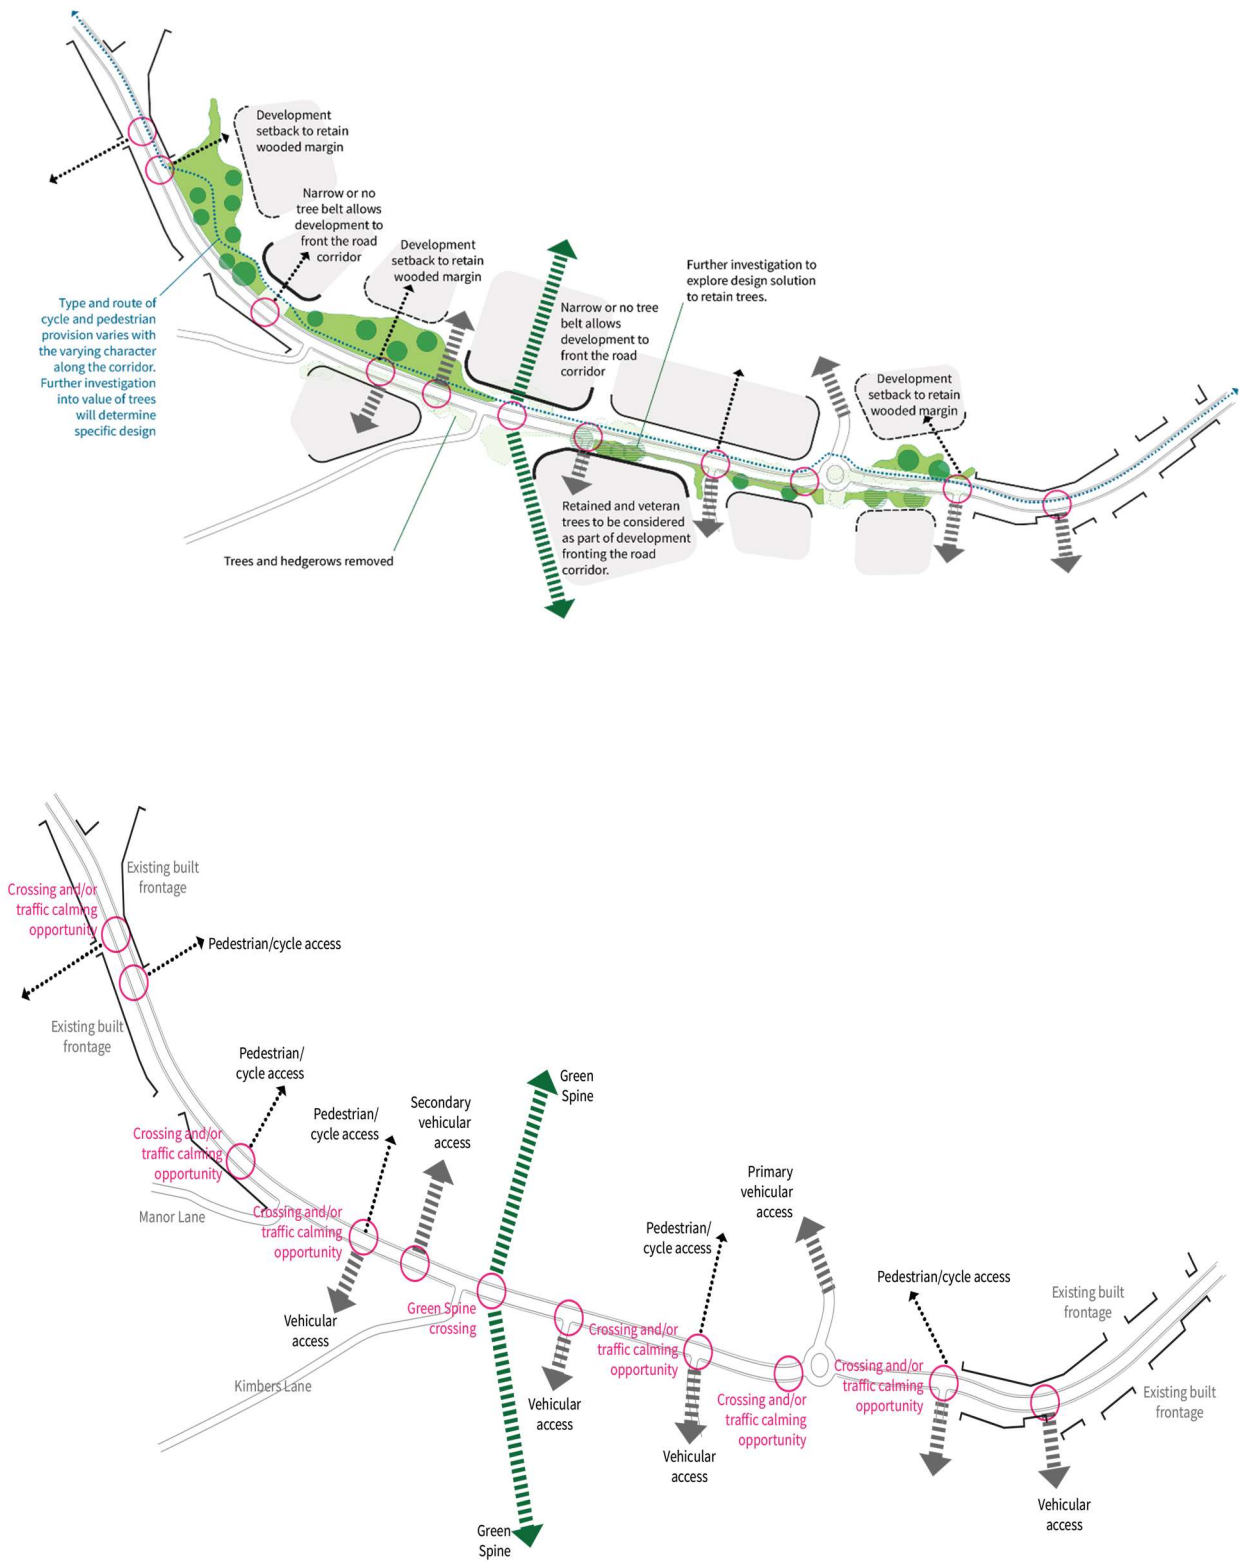 Development
setback to retain
wooded margin
Narrow or no
tree belt allows
development to
front the road
corridor
Development
setback to retain
wooded margin
Further investigation to
explore design solution
to retain trees.
Type and route of
cycle and pedestrian
provision varies with
the varying character
along the corridor.
Further investigation
into value of trees
will determine
specific design
Narrow or no tree
belt allows
development to
front the road
corridor
Development
setback to retain
wooded margin
Retained and veteran
trees to be considered
as part of development
fronting the road
corridor.
Trees and hedgerows removed
Existing built
frontage
Crossing and/or
traffic calming
opportunity
Pedestrian/cycle access
Existing built
frontage
Pedestrian/
cycle access
Pedestrian/
cycle access
Secondary
vehicular
access
Green
Spine
Crossing and/or
traffic calming
opportunity
Primary
vehicular
access
Manor Lane
Crossing and/or
traffic calming
opportunity
Pedestrian/
cycle access
Pedestrian/cycle access
Existing built
frontage
Vehicular
access
Green Spine
crossing
Crossing and/or
traffic calming
opportunity
Kimbers Lane
Vehicular
access
Crossing and/or
traffic calming
opportunity
Crossing and/or
traffic calming
opportunity
Existing built
frontage
Vehicular
access
Vehicular
access
Green
Spine